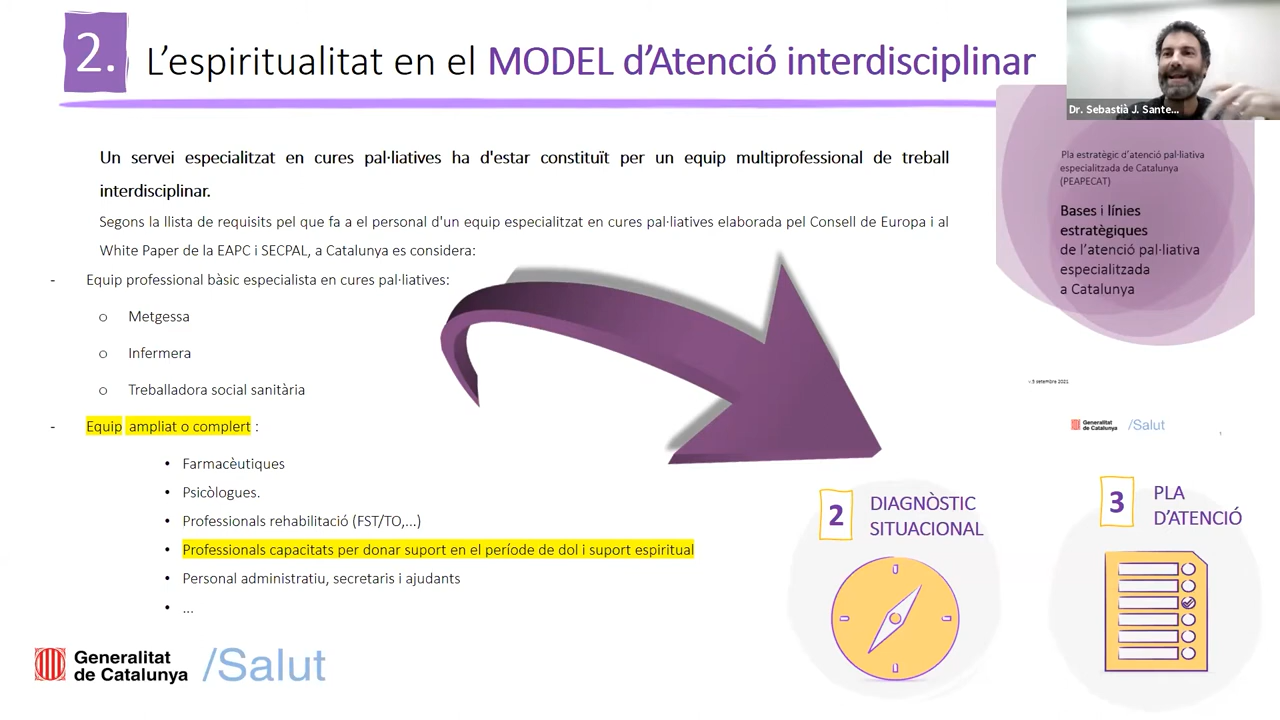 2.
L’espiritualitat en el MODEL d’Atenció interdisciplinar
Dr. Sebastià J. Sante...
Un servei especialitzat en cures pal·liatives ha d'estar constituït per un equip multiprofessional de treball
interdisciplinar.
Segons la llista de requisits pel que fa a el personal d'un equip especialitzat en cures pal·liatives elaborada pel Consell de Europa i al
White Paper de la EAPC i SECPAL, a Catalunya es considera:
- Equip professional bàsic especialista en cures pal·liatives:
o Metgessa
o Infermera
o Treballadora social sanitària
- Equip ampliat o complert :
• Farmacèutiques
• Psicòlogues.
• Professionals rehabilitació (FST/TO,...)
• Professionals capacitats per donar suport en el període de dol i suport espiritual
• Personal administratiu, secretaris i ajudants
• ...
Pla estratègic d’atenció pal·liativa
especialitzada de Catalunya
(PEAPECAT)
Bases i línies
estratègiques
de l’atenció pal·liativa
especialitzada
a Catalunya
3 setembre 2021
Generalitat
de Catalunya
/Salut
1
2
DIAGNÒSTIC
SITUACIONAL
3
PLA
D’ATENCIÓ
Generalitat
de Catalunya
/Salut